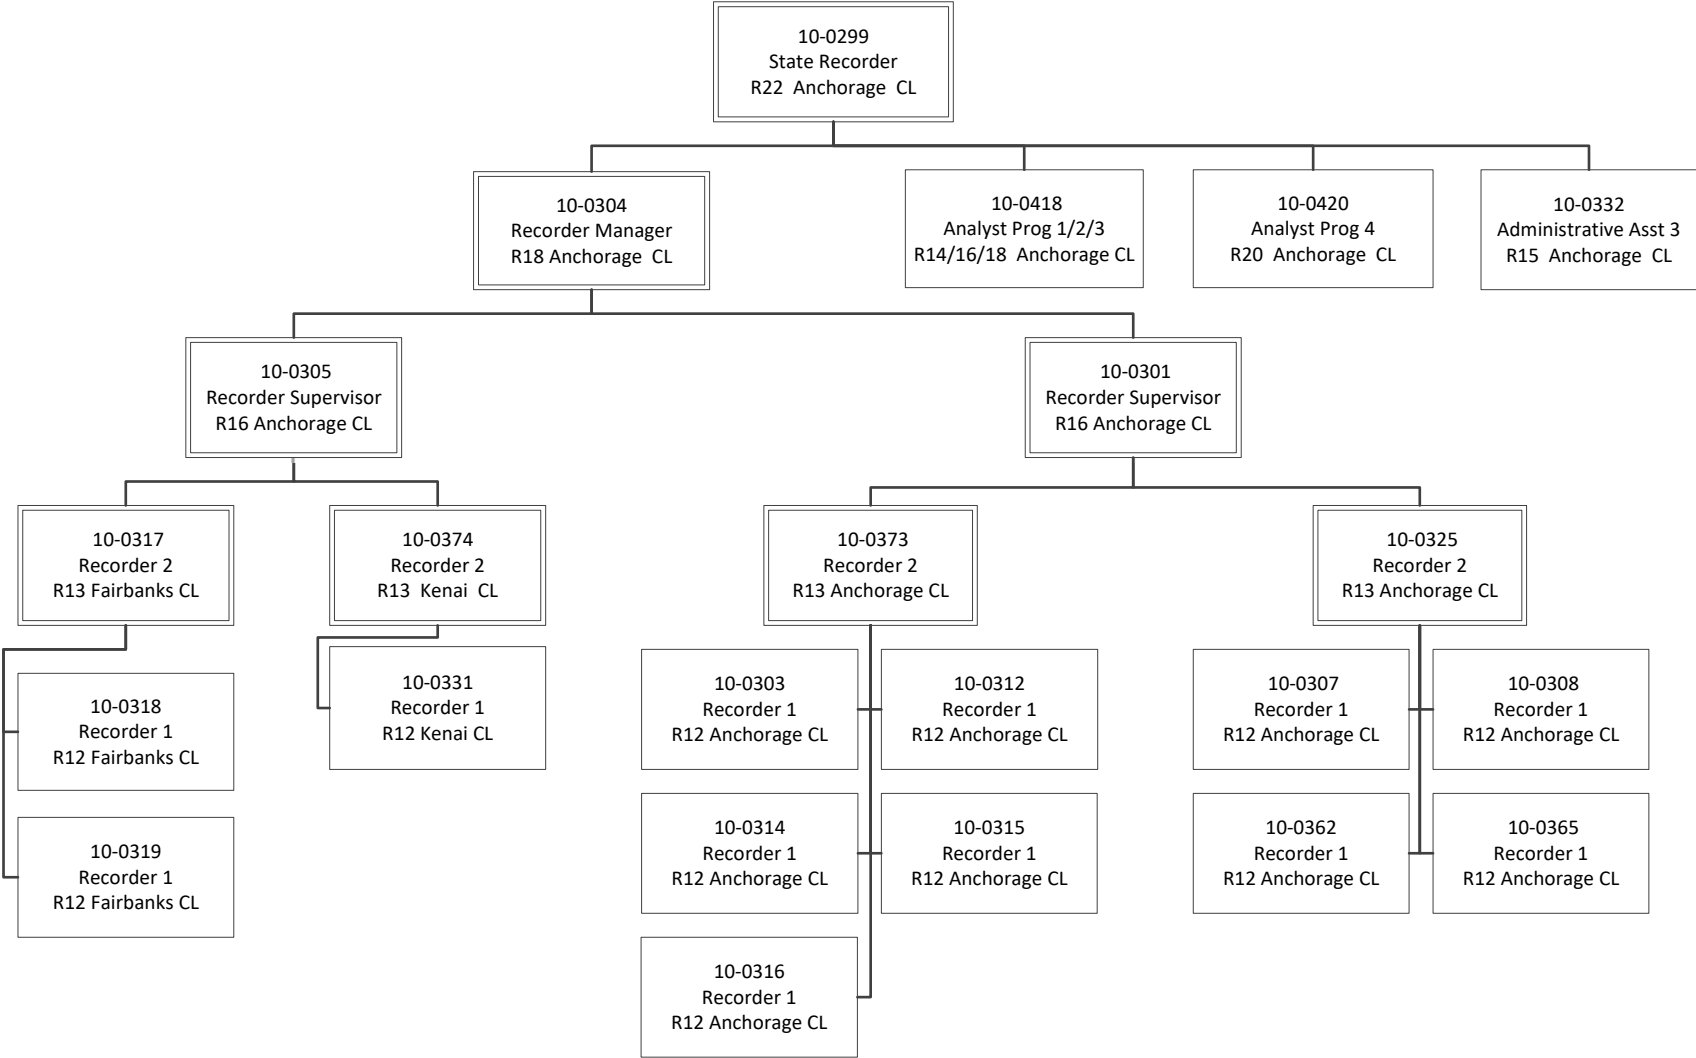 10-0299
State Recorder
R22  Anchorage  CL
10-0304
Recorder Manager
R18 Anchorage  CL
10-0418
Analyst Prog 1/2/3
R14/16/18  Anchorage CL
10-0420
Analyst Prog 4
R20  Anchorage  CL
10-0332
Administrative Asst 3
R15  Anchorage  CL
10-0305
Recorder Supervisor
R16 Anchorage CL
10-0301
Recorder Supervisor
R16 Anchorage CL
10-0317
Recorder 2
R13 Fairbanks CL
10-0374
Recorder 2
R13  Kenai  CL
10-0373
Recorder 2
R13 Anchorage CL
10-0325
Recorder 2
R13 Anchorage CL
10-0318
Recorder 1
R12 Fairbanks CL
10-0331
Recorder 1
R12 Kenai CL
10-0303
Recorder 1
R12 Anchorage CL
10-0312
Recorder 1
R12 Anchorage CL
10-0307
Recorder 1
R12 Anchorage CL
10-0308
Recorder 1
R12 Anchorage CL
10-0319
Recorder 1
R12 Fairbanks CL
10-0314
Recorder 1
R12 Anchorage CL
10-0315
Recorder 1
R12 Anchorage CL
10-0362
Recorder 1
R12 Anchorage CL
10-0365
Recorder 1
R12 Anchorage CL
10-0316
Recorder 1
R12 Anchorage CL